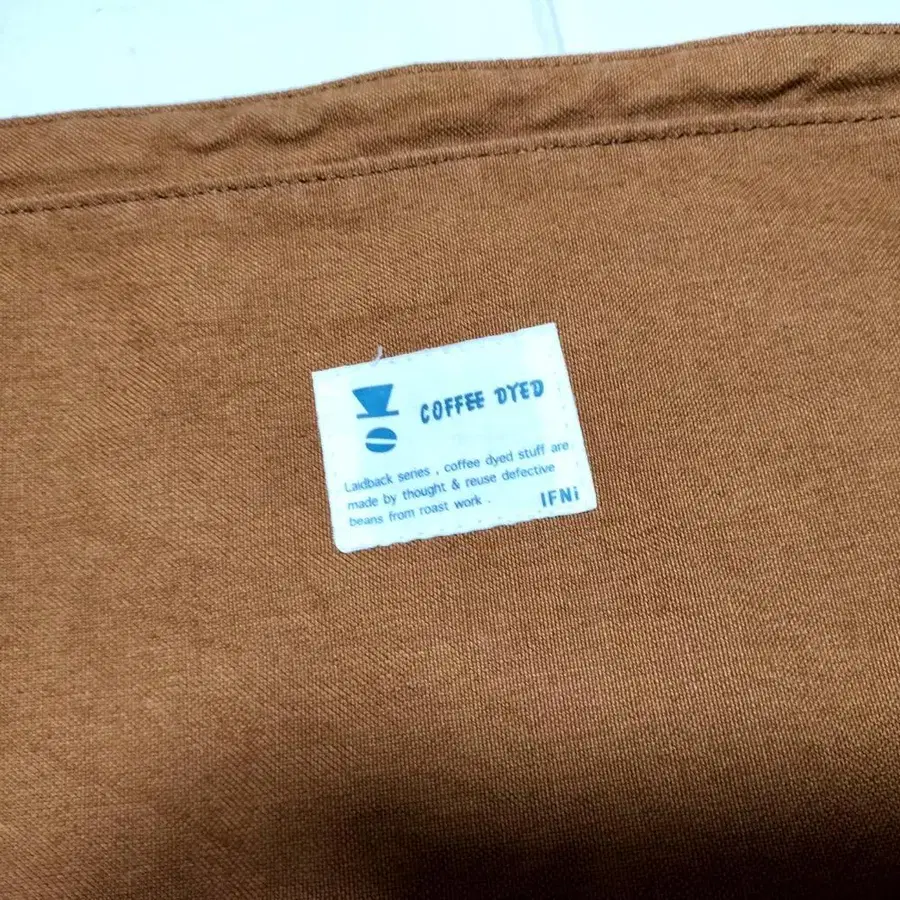 COFFEE DYED
Laidback series , coffee dyed stuff are
made by thought & reuse defective
beans from roast work .
IFNi